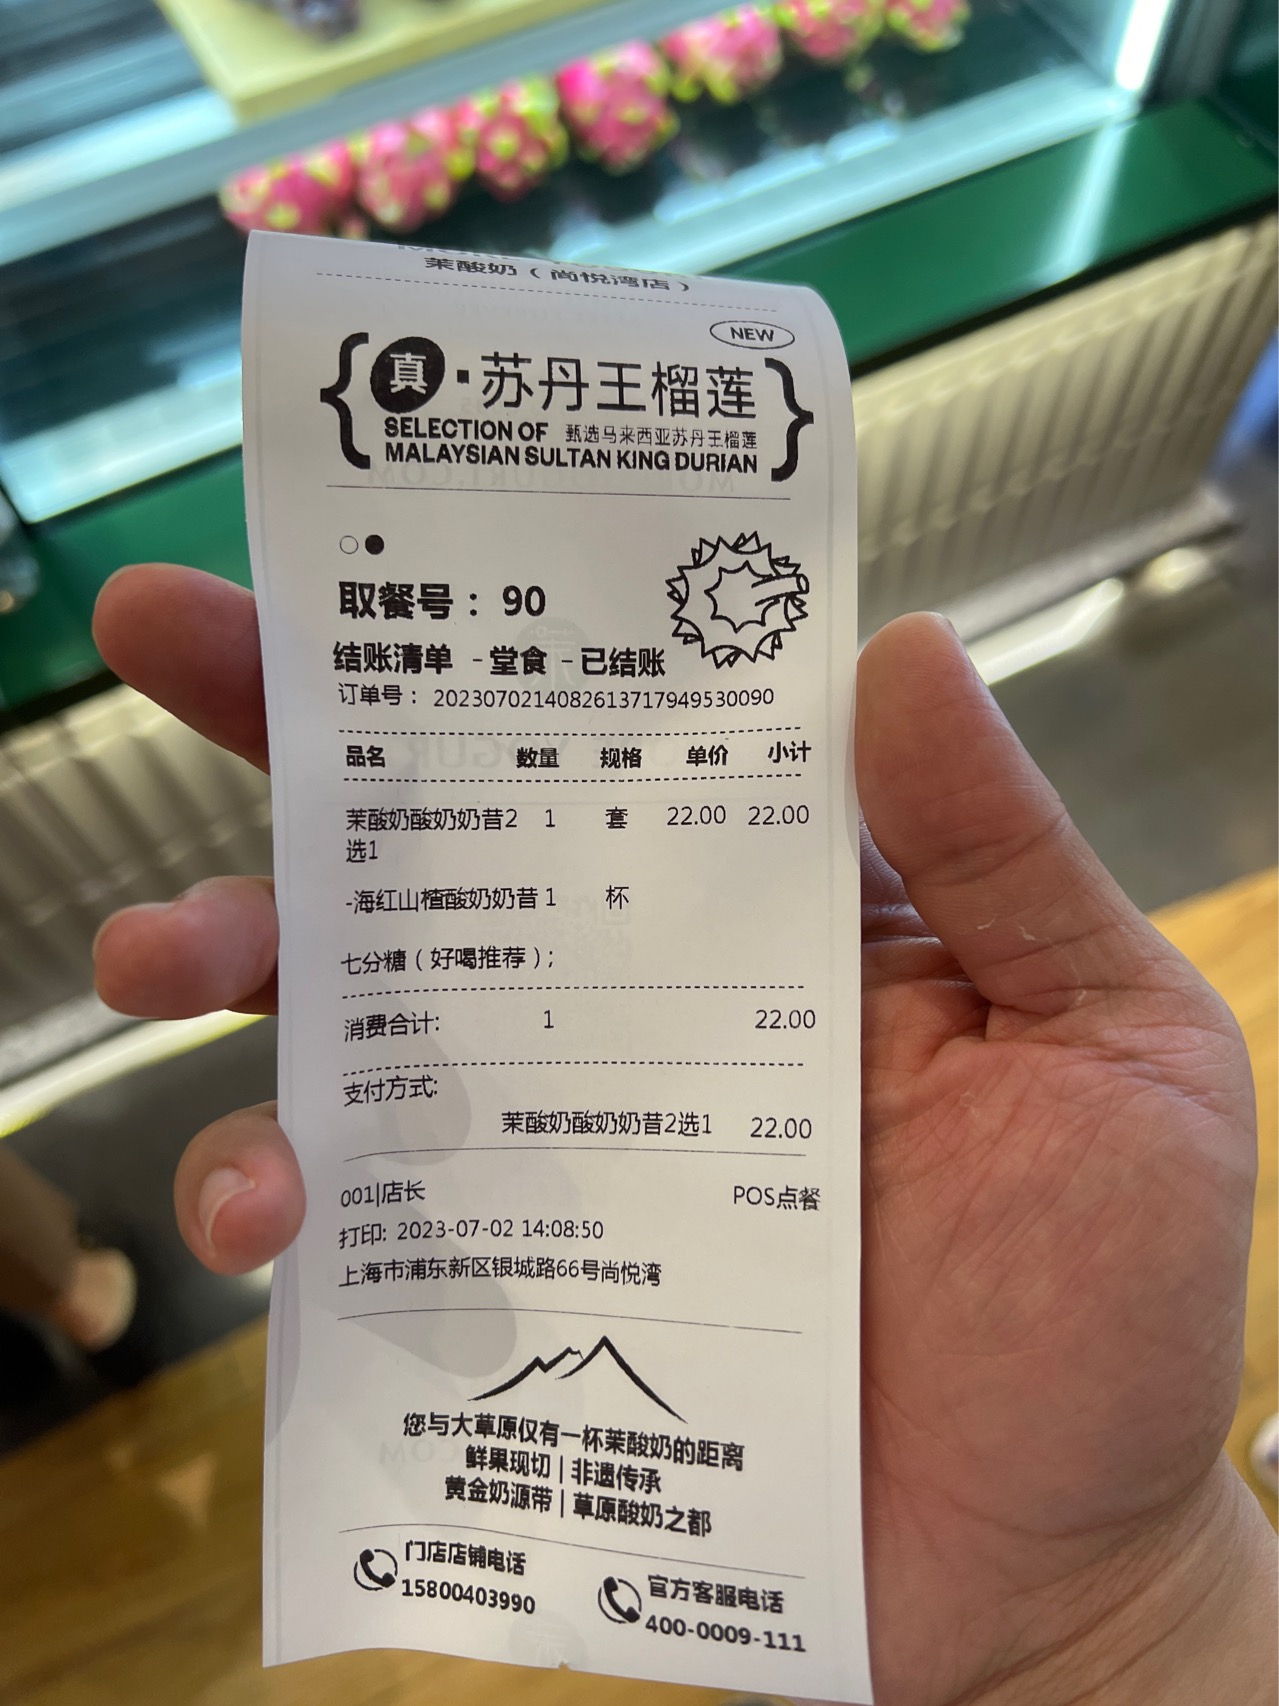 茉酸奶(尚悦湾店)
NEW
{真·苏丹王榴莲}
SELECTION OF 甄选马来西亚苏丹王榴莲
MALAYSIAN SULTAN KING DURIAN
取餐号: 90
结账清单 -堂食 -已结账
订单号: 20230702140826137179495300​90
品名 数量 规格 单价 小计
茉酸奶酸奶奶昔2选1 1 套 22.00 22.00
-海红山楂酸奶奶昔 1 杯
七分糖(好喝推荐);
消费合计: 1 22.00
支付方式:
茉酸奶酸奶奶昔2选1 22.00
001|店长 POS点餐
打印: 2023-07-02 14:08:50
上海市浦东新区银城路66号尚悦湾
您与大草原仅有一杯茉酸奶的距离
鲜果现切 | 非遗传承
黄金奶源带 | 草原酸奶之都
门店店铺电话
15800403990
官方客服电话
400-0009-111